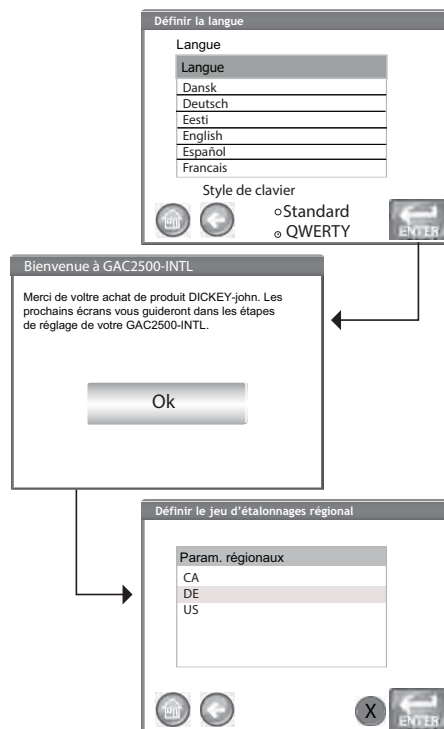 Définir la langue
Langue
Langue
Dansk
Deutsch
Eesti
English
Español
Francais
Style de clavier
Standard
QWERTY
ENTER
Bienvenue à GAC2500-INTL
Merci de voltre achat de produit DICKEY-john. Les
prochains écrans vous guideront dans les étapes
de réglage de votre GAC2500-INTL.
Ok
Définir le jeu d'étalonnages régional
Param. régionaux
CA
DE
US
X
ENTER